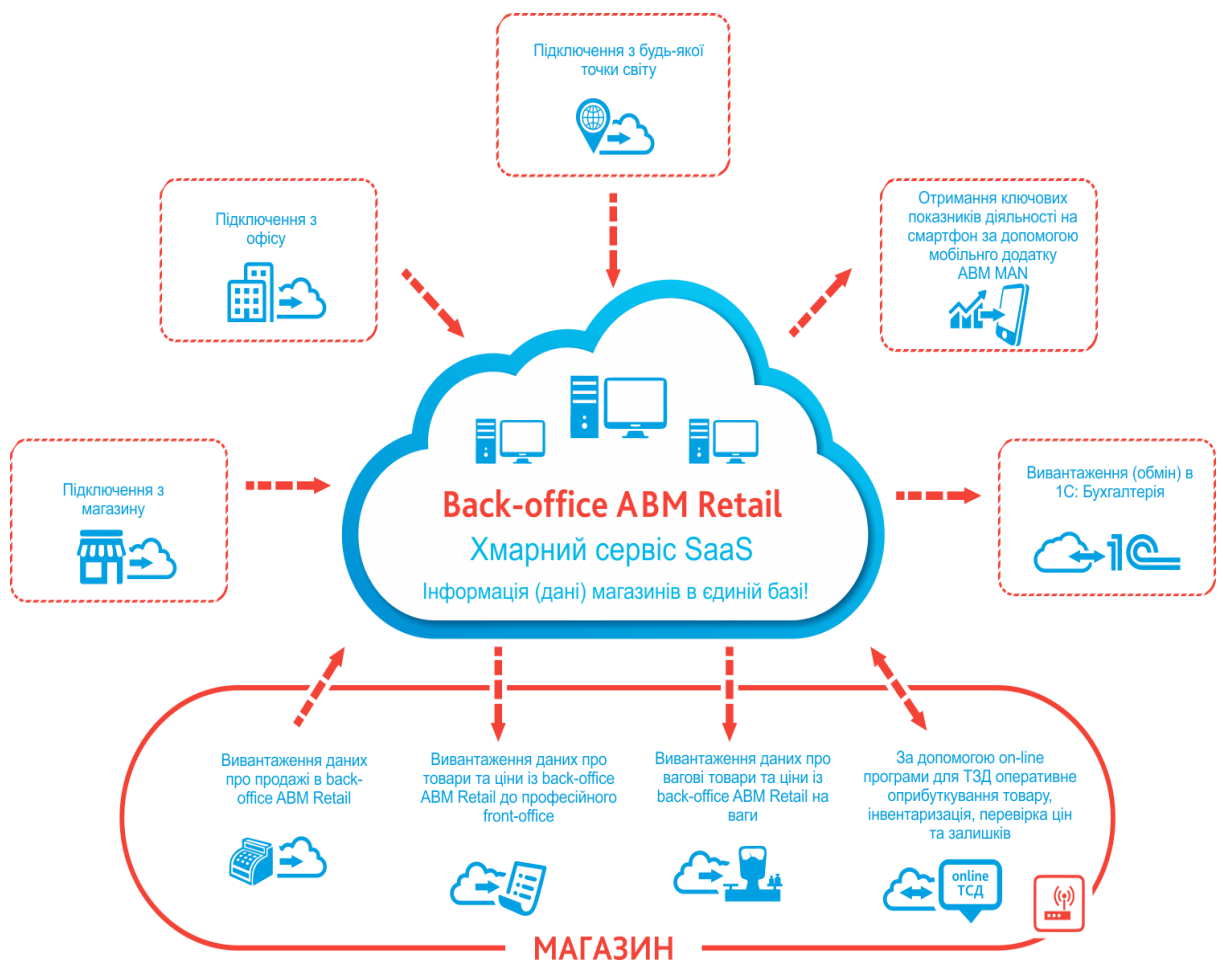 Підключення з будь-якої
точки світу
Підключення з
офісу
Отримання ключових
показників діяльності на
смартфон за допомогою
мобільнго додатку
ABM MAN
Підключення з
магазину
Back-office ABM Retail
Хмарний сервіс SaaS
Інформація (дані) магазинів в єдиній базі!
Вивантаження (обмін) в
1С: Бухгалтерія
1С
Вивантаження даних
про продажі в back-
office ABM Retail
Вивантаження даних про
товари та ціни із back-office
ABM Retail до професійного
front-office
Вивантаження даних про
вагові товари та ціни із
back-office ABM Retail на
ваги
За допомогою on-line
програми для ТЗД оперативне
оприбуткування товару,
інвентаризація, перевірка цін
та залишків
online
ТСД
МАГАЗИН